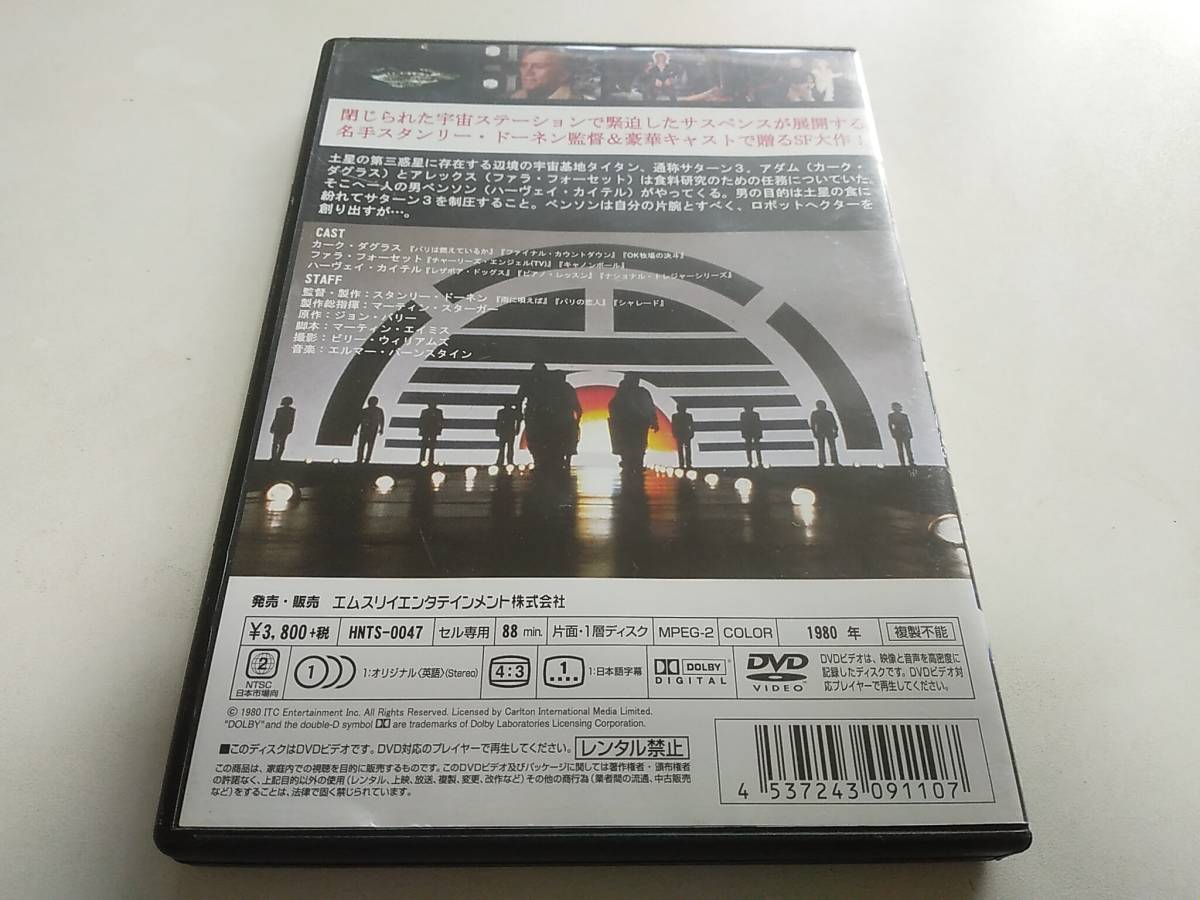 閉じられた宇宙ステーションで緊迫したサスペンスが展開する
名手スタンリー・ドーネン監督&豪華キャストで贈るSF大作!
土星の第三惑星に存在する辺境の宇宙基地タイタン、通称サターン3。アダム(カーク・
ダグラス)とアレックス(ファラ・フォーセット)は食料研究のための任務についていた。
そこへ一人の男ベンソン(ハーヴェイ・カイテル)がやってくる。男の目的は土星の食に
紛れてサターン3を制圧すること。ベンソンは自分の片腕とすべく、ロボットヘクターを
創り出すが…。
CAST
カーク・ダグラス『パリは燃えているか』『ファイナル・カウントダウン』『OK牧場の決斗』
ファラ・フォーセット『チャーリーズ・エンジェル(TV)』『キャノンボール』
ハーヴェイ・カイテル『レザボア・ドッグス』『ピアノ・レッスン』『ナショナル・トレジャーシリーズ』
STAFF
監督・製作:スタンリー・ドーネン『雨に唄えば』『パリの恋人』『シャレード』
製作総指揮:マーティン・スターガー
原作:ジョン・バリー
脚本:マーティン・エイミス
撮影:ビリー・ウィリアムズ
音楽:エルマー・バーンスタイン
発売・販売 エムスリイエンタテインメント株式会社
¥3,800+税 HNTS-0047 セル専用 88 min. 片面・1層ディスク MPEG-2 COLOR 1980 年 複製不能
2 NTSC 日本市場向 1 1:オリジナル〈英語〉(Stereo) 4:3 1 1:日本語字幕 DOLBY DIGITAL DVD VIDEO
DVDビデオは、映像と音声を高密度に
記録したディスクです。DVDビデオ対
応プレイヤーで再生してください。
© 1980 ITC Entertainment Inc. All Rights Reserved. Licensed by Carlton International Media Limited.
"DOLBY"and the double-D symbol are trademarks of Dolby Laboratories Licensing Corporation.
■このディスクはDVDビデオです。DVD対応のプレイヤーで再生してください。 レンタル禁止
この商品は、家庭内での視聴を目的に販売するものです。このDVDビデオ及びパッケージに関しては著作権者・頒布権者
の許諾なく、上記目的以外の使用(レンタル、上映、放送、複製、変更、改作など)その他の商行為(業者間の流通、中古販売
など)をすることは、法律で固く禁じられています。
4 537243 091107